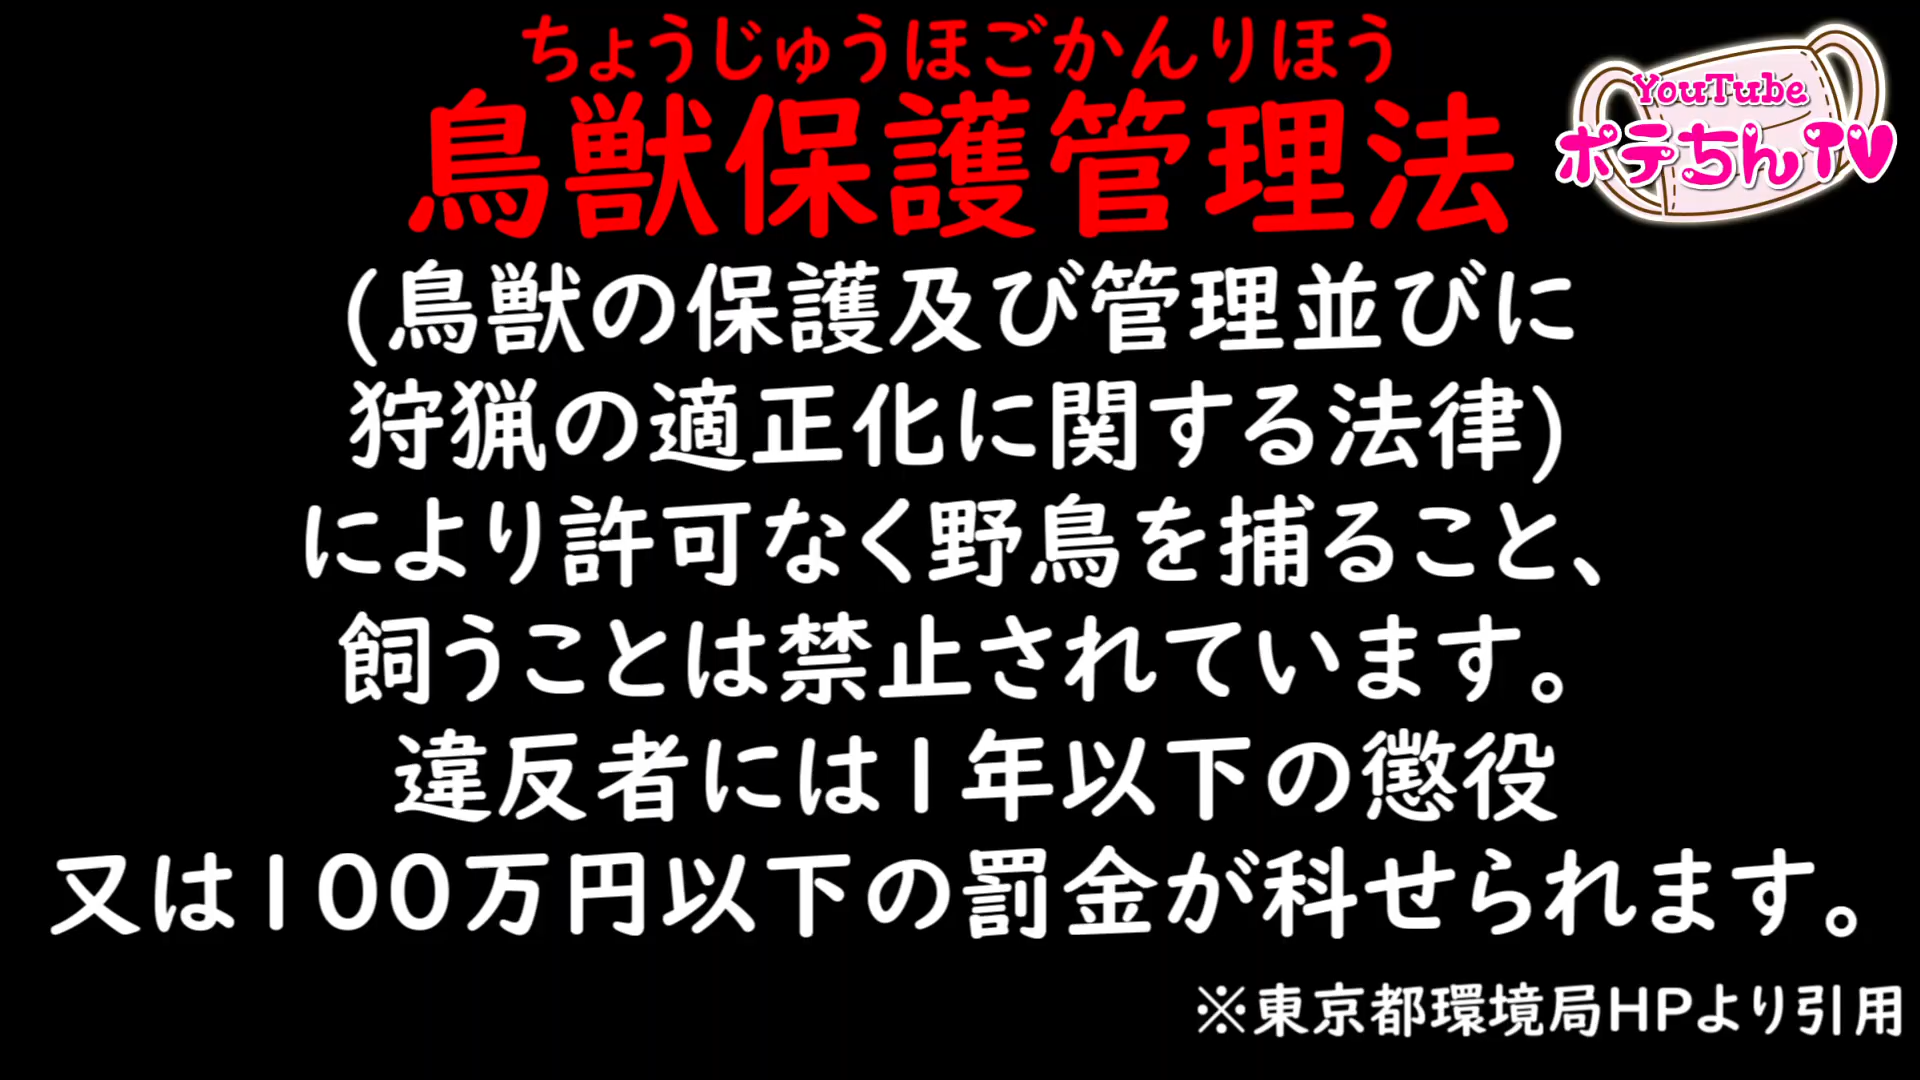 ちょうじゅうほごかんりほう
鳥獣保護管理法
YouTube
ポテちんTV
(鳥獣の保護及び管理並びに
狩猟の適正化に関する法律)
により許可なく野鳥を捕ること、
飼うことは禁止されています。
違反者には1年以下の懲役
又は100万円以下の罰金が科せられます。
※東京都環境局HPより引用